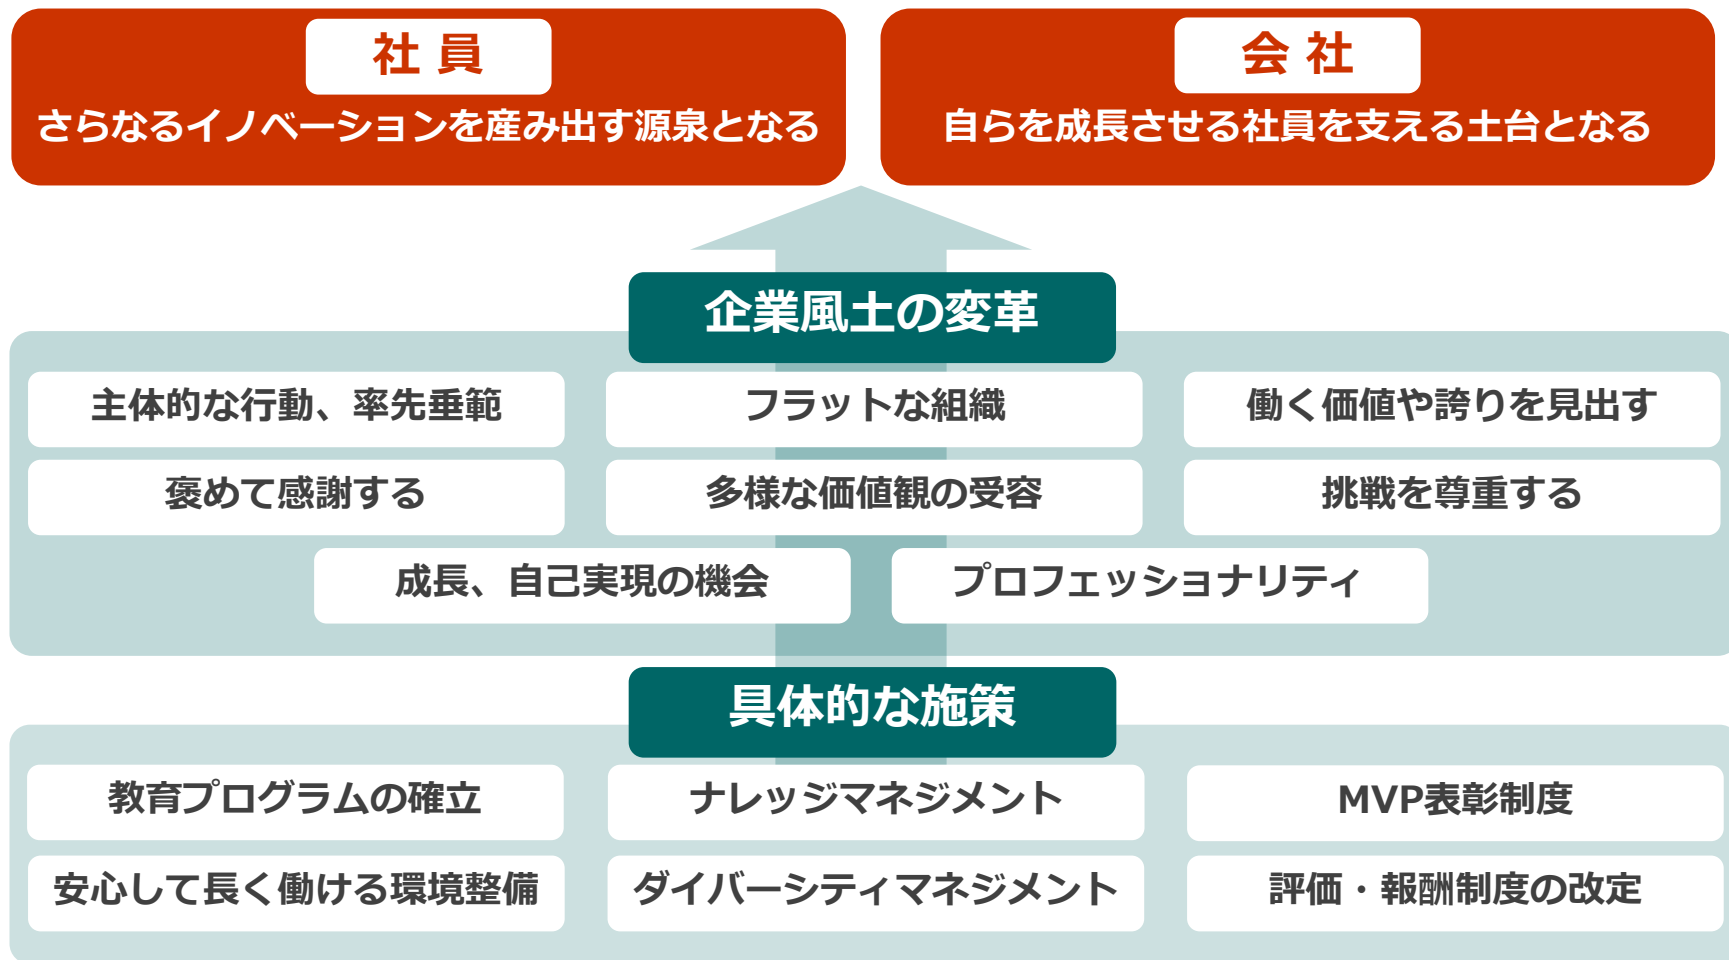 社 員
さらなるイノベーションを産み出す源泉となる
会 社
自らを成長させる社員を支える土台となる
企業風土の変革
主体的な行動、率先垂範
フラットな組織
働く価値や誇りを見出す
褒めて感謝する
多様な価値観の受容
挑戦を尊重する
成長、自己実現の機会
プロフェッショナリティ
具体的な施策
教育プログラムの確立
ナレッジマネジメント
MVP表彰制度
安心して長く働ける環境整備
ダイバーシティマネジメント
評価・報酬制度の改定